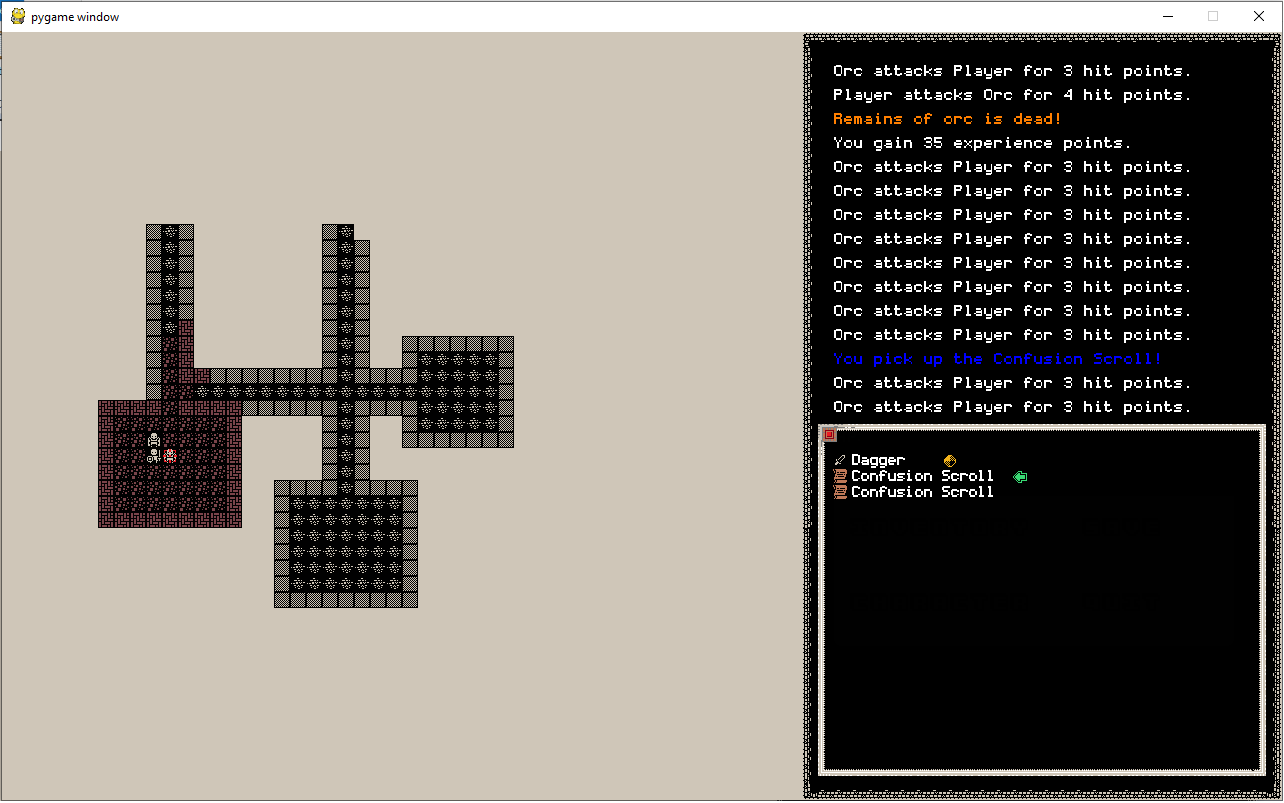 pygame window
Orc attacks Player for 3 hit points.
Player attacks Orc for 4 hit points.
Remains of orc is dead!
You gain 35 experience points.
Orc attacks Player for 3 hit points.
Orc attacks Player for 3 hit points.
Orc attacks Player for 3 hit points.
Orc attacks Player for 3 hit points.
Orc attacks Player for 3 hit points.
Orc attacks Player for 3 hit points.
Orc attacks Player for 3 hit points.
Orc attacks Player for 3 hit points.
You pick up the Confusion Scroll!
Orc attacks Player for 3 hit points.
Orc attacks Player for 3 hit points.
Dagger
Confusion Scroll
Confusion Scroll